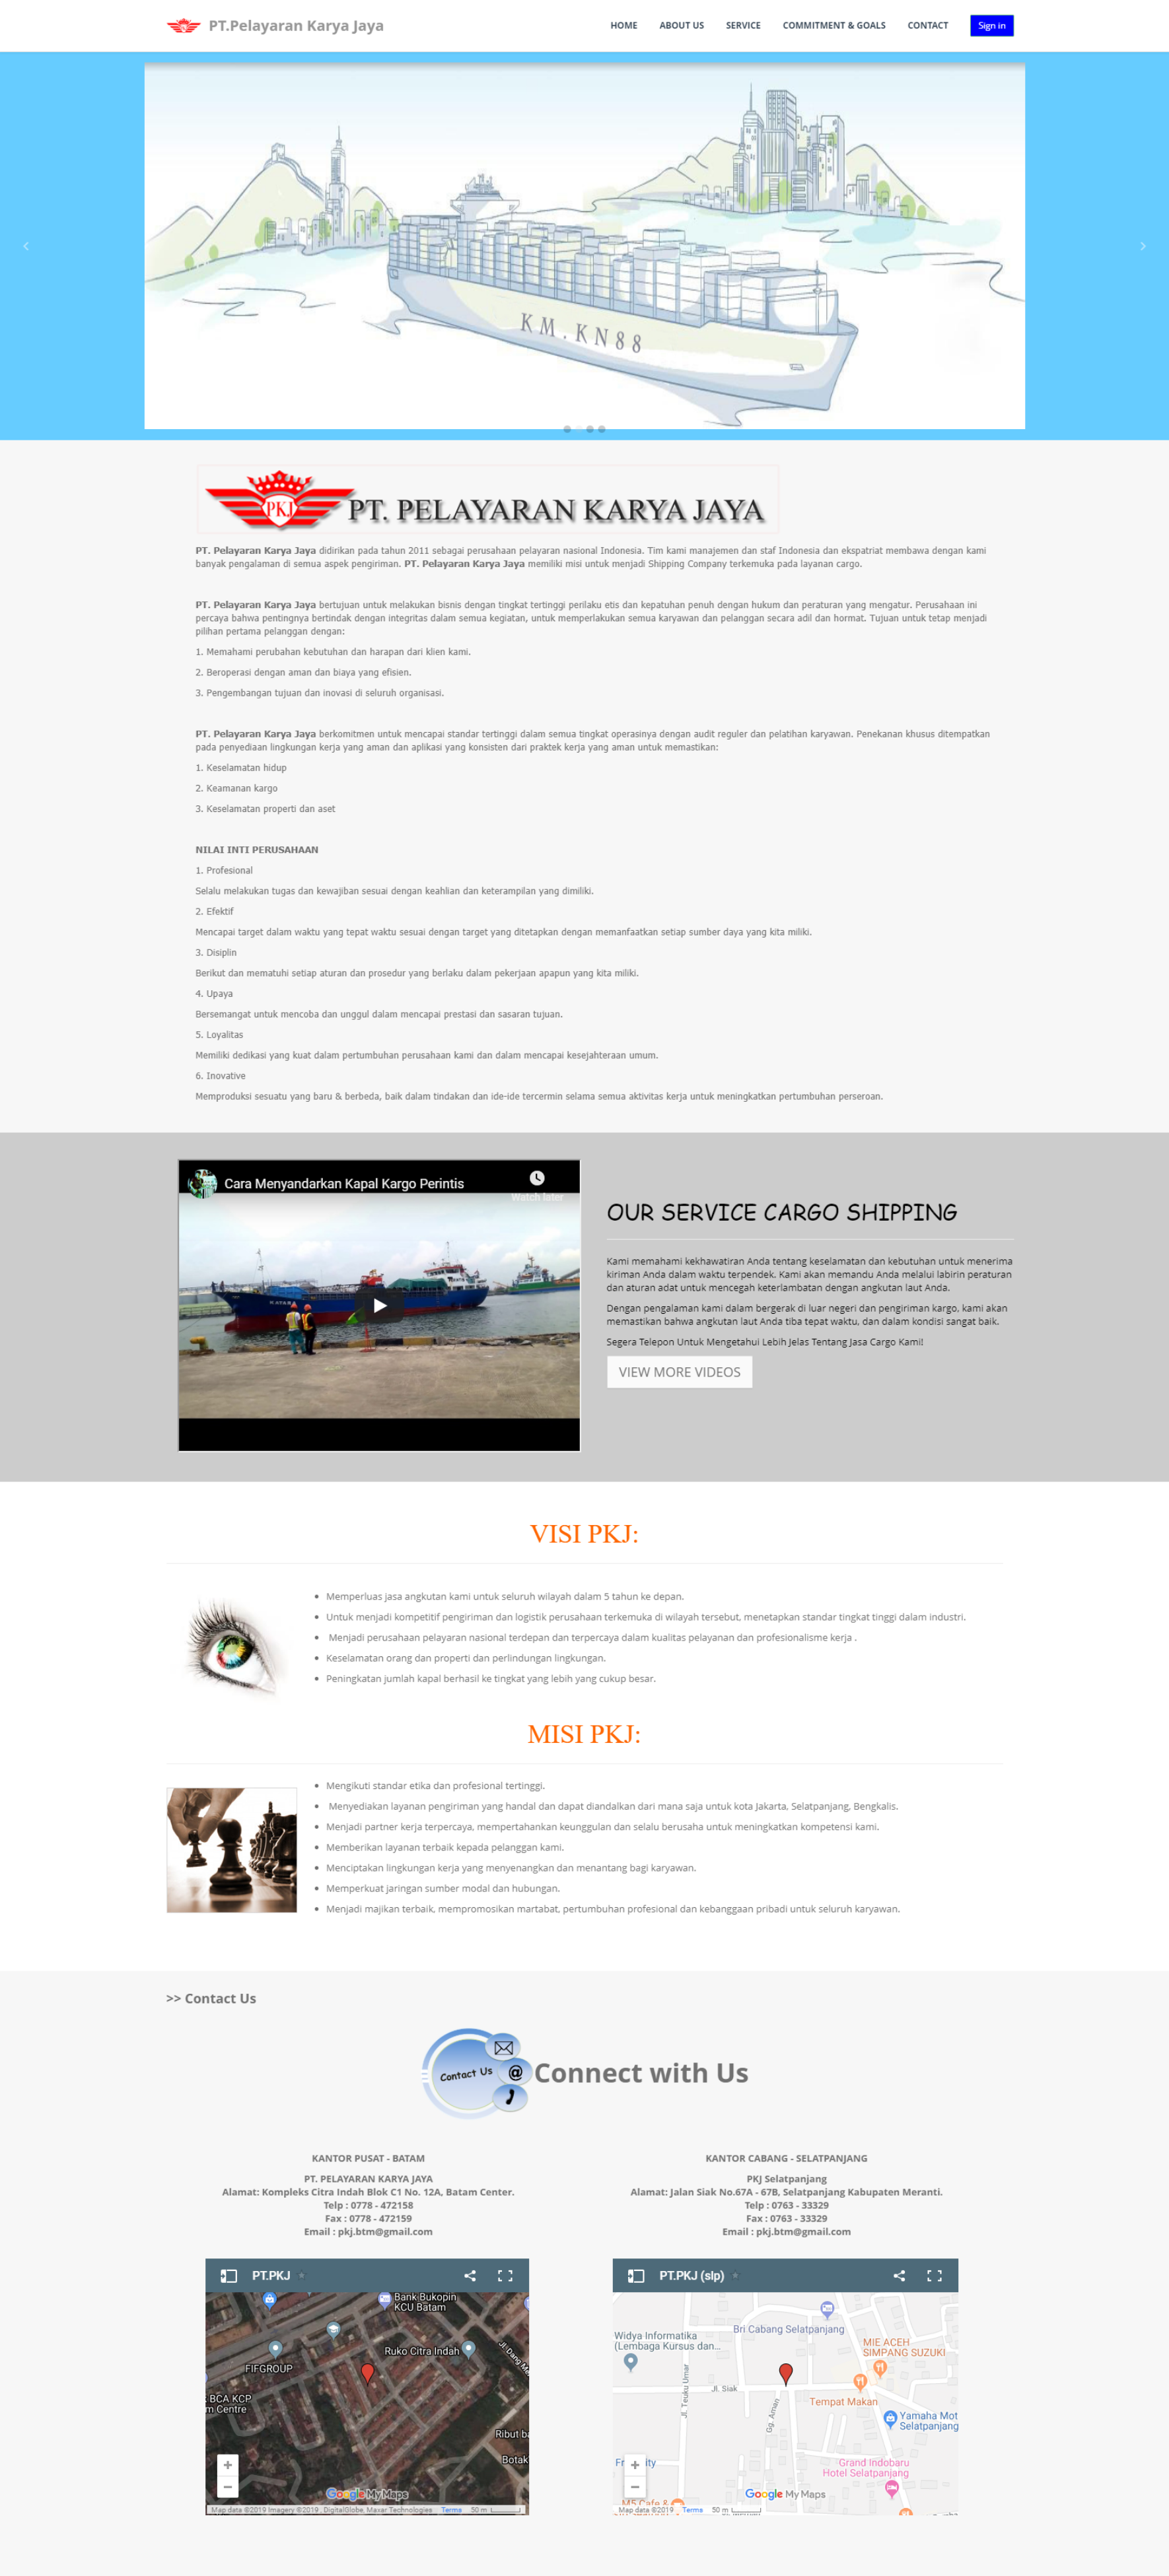 PT.Pelayaran Karya Jaya
HOME ABOUT US SERVICE COMMITMENT & GOALS CONTACT Sign in
KM.KN88
PKJ PT. PELAYARAN KARYA JAYA
PT. Pelayaran Karya Jaya didirikan pada tahun 2011 sebagai perusahaan pelayaran nasional Indonesia. Tim kami manajemen dan staf Indonesia dan ekspatriat membawa dengan kami
banyak pengalaman di semua aspek pengiriman. PT. Pelayaran Karya Jaya memiliki misi untuk menjadi Shipping Company terkemuka pada layanan cargo.
PT. Pelayaran Karya Jaya bertujuan untuk melakukan bisnis dengan tingkat tertinggi perilaku etis dan kepatuhan penuh dengan hukum dan peraturan yang mengatur. Perusahaan ini
percaya bahwa pentingnya bertindak dengan integritas dalam semua kegiatan, untuk memperlakukan semua karyawan dan pelanggan secara adil dan hormat. Tujuan untuk tetap menjadi
pilihan pertama pelanggan dengan:
1. Memahami perubahan kebutuhan dan harapan dari klien kami.
2. Beroperasi dengan aman dan biaya yang efisien.
3. Pengembangan tujuan dan inovasi di seluruh organisasi.
PT. Pelayaran Karya Jaya berkomitmen untuk mencapai standar tertinggi dalam semua tingkat operasinya dengan audit reguler dan pelatihan karyawan. Penekanan khusus ditempatkan
pada penyediaan lingkungan kerja yang aman dan aplikasi yang konsisten dari praktek kerja yang aman untuk memastikan:
1. Keselamatan hidup
2. Keamanan kargo
3. Keselamatan properti dan aset
NILAI INTI PERUSAHAAN
1. Profesional
Selalu melakukan tugas dan kewajiban sesuai dengan keahlian dan keterampilan yang dimiliki.
2. Efektif
Mencapai target dalam waktu yang tepat waktu sesuai dengan target yang ditetapkan dengan memanfaatkan setiap sumber daya yang kita miliki.
3. Disiplin
Berikut dan mematuhi setiap aturan dan prosedur yang berlaku dalam pekerjaan apapun yang kita miliki.
4. Upaya
Bersemangat untuk mencoba dan unggul dalam mencapai prestasi dan sasaran tujuan.
5. Loyalitas
Memiliki dedikasi yang kuat dalam pertumbuhan perusahaan kami dan dalam mencapai kesejahteraan umum.
6. Inovative
Memproduksi sesuatu yang baru & berbeda, baik dalam tindakan dan ide-ide tercermin selama semua aktivitas kerja untuk meningkatkan pertumbuhan perseroan.
Cara Menyandarkan Kapal Kargo Perintis
Watch later
OUR SERVICE CARGO SHIPPING
Kami memahami kekhawatiran Anda tentang keselamatan dan kebutuhan untuk menerima
kiriman Anda dalam waktu terpendek. Kami akan memandu Anda melalui labirin peraturan
dan aturan adat untuk mencegah keterlambatan dengan angkutan laut Anda.
Dengan pengalaman kami dalam bergerak di luar negeri dan pengiriman kargo, kami akan
memastikan bahwa angkutan laut Anda tiba tepat waktu, dan dalam kondisi sangat baik.
Segera Telepon Untuk Mengetahui Lebih Jelas Tentang Jasa Cargo Kami!
VIEW MORE VIDEOS
VISI PKJ:
• Memperluas jasa angkutan kami untuk seluruh wilayah dalam 5 tahun ke depan.
• Untuk menjadi kompetitif pengiriman dan logistik perusahaan terkemuka di wilayah tersebut, menetapkan standar tingkat tinggi dalam industri.
• Menjadi perusahaan pelayaran nasional terdepan dan terpercaya dalam kualitas pelayanan dan profesionalisme kerja .
• Keselamatan orang dan properti dan perlindungan lingkungan.
• Peningkatan jumlah kapal berhasil ke tingkat yang lebih yang cukup besar.
MISI PKJ:
• Mengikuti standar etika dan profesional tertinggi.
• Menyediakan layanan pengiriman yang handal dan dapat diandalkan dari mana saja untuk kota Jakarta, Selatpanjang, Bengkalis.
• Menjadi partner kerja terpercaya, mempertahankan keunggulan dan selalu berusaha untuk meningkatkan kompetensi kami.
• Memberikan layanan terbaik kepada pelanggan kami.
• Menciptakan lingkungan kerja yang menyenangkan dan menantang bagi karyawan.
• Memperkuat jaringan sumber modal dan hubungan.
• Menjadi majikan terbaik, mempromosikan martabat, pertumbuhan profesional dan kebanggaan pribadi untuk seluruh karyawan.
>> Contact Us
Contact Us @ Connect with Us
KANTOR PUSAT - BATAM
PT. PELAYARAN KARYA JAYA
Alamat: Kompleks Citra Indah Blok C1 No. 12A, Batam Center.
Telp : 0778 - 472158
Fax : 0778 - 472159
Email : pkj.btm@gmail.com
KANTOR CABANG - SELATPANJANG
PKJ Selatpanjang
Alamat: Jalan Siak No.67A - 67B, Selatpanjang Kabupaten Meranti.
Telp : 0763 - 33329
Fax : 0763 - 33329
Email : pkj.btm@gmail.com
PT.PKJ
Bank Bukopin
KCU Batam
Ruko Citra Indah
FIFGROUP
BCA KCP
m Centre
Ribut ba
Botak
Google My Maps
Map data ©2019 Imagery ©2019 , DigitalGlobe, Maxar Technologies Terms 50 m
PT.PKJ (slp)
Bri Cabang Selatpanjang
Widya Informatika
(Lembaga Kursus dan...
MIE ACEH
SIMPANG SUZUKI
Jl. Teuku Umar
Jl. Siak
Gg. Aman
Tempat Makan
Yamaha Mot
Selatpanjang
Grand Indobaru
Hotel Selatpanjang
M5 Cafe &
Google My Maps
Map data ©2019 Terms 50 m